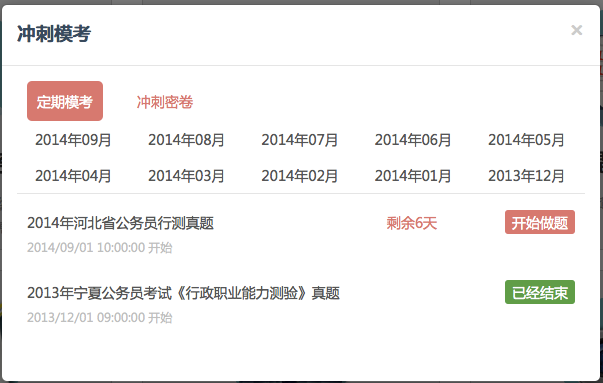 冲刺模考 ×
定期模考 冲刺密卷
2014年09月 2014年08月 2014年07月 2014年06月 2014年05月
2014年04月 2014年03月 2014年02月 2014年01月 2013年12月
2014年河北省公务员行测真题 剩余6天 开始做题
2014/09/01 10:00:00 开始
2013年宁夏公务员考试《行政职业能力测验》真题 已经结束
2013/12/01 09:00:00 开始